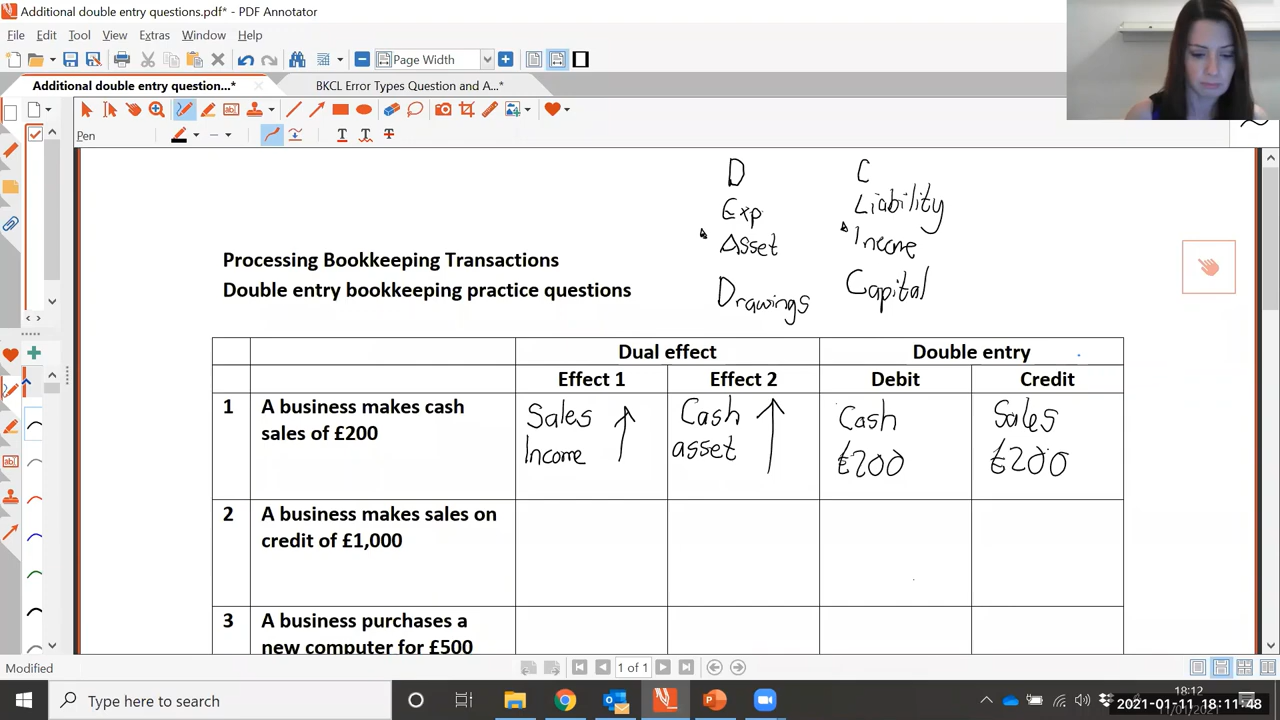 Additional double entry questions.pdf* - PDF Annotator
File Edit Tool View Extras Window Help
Page Width
Additional double entry question...* BKCL Error Types Question and A...*
Pen
D C
Exp Liability
Asset Income
Drawings Capital
Processing Bookkeeping Transactions
Double entry bookkeeping practice questions
Dual effect Double entry
Effect 1 Effect 2 Debit Credit
1 A business makes cash sales Sales Cash Cash Sales
sales of £200 Income asset £200 £200
2 A business makes sales on
credit of £1,000
3 A business purchases a
new computer for £500
Modified 1 of 1
Type here to search
18:12
2021-01-11 18:11:48